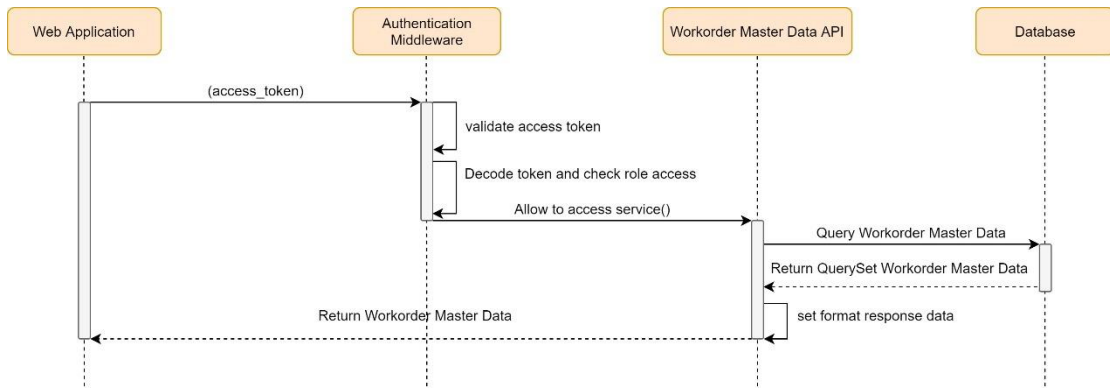 Web Application
Authentication
Middleware
Workorder Master Data API
Database
(access_token)
validate access token
Decode token and check role access
Allow to access service()
Query Workorder Master Data
Return QuerySet Workorder Master Data
set format response data
Return Workorder Master Data